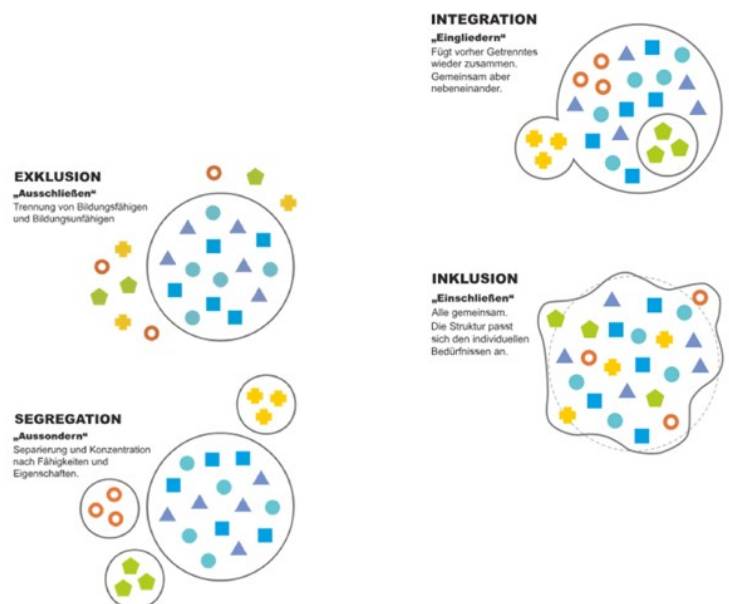 INTEGRATION
„Eingliedern“
Fügt vorher Getrenntes
wieder zusammen.
Gemeinsam aber
nebeneinander.
EXKLUSION
„Ausschließen“
Trennung von Bildungsfähigen
und Bildungsunfähigen
INKLUSION
„Einschließen“
Alle gemeinsam.
Die Struktur passt
sich den individuellen
Bedürfnissen an.
SEGREGATION
„Aussondern“
Separierung und Konzentration
nach Fähigkeiten und
Eigenschaften.